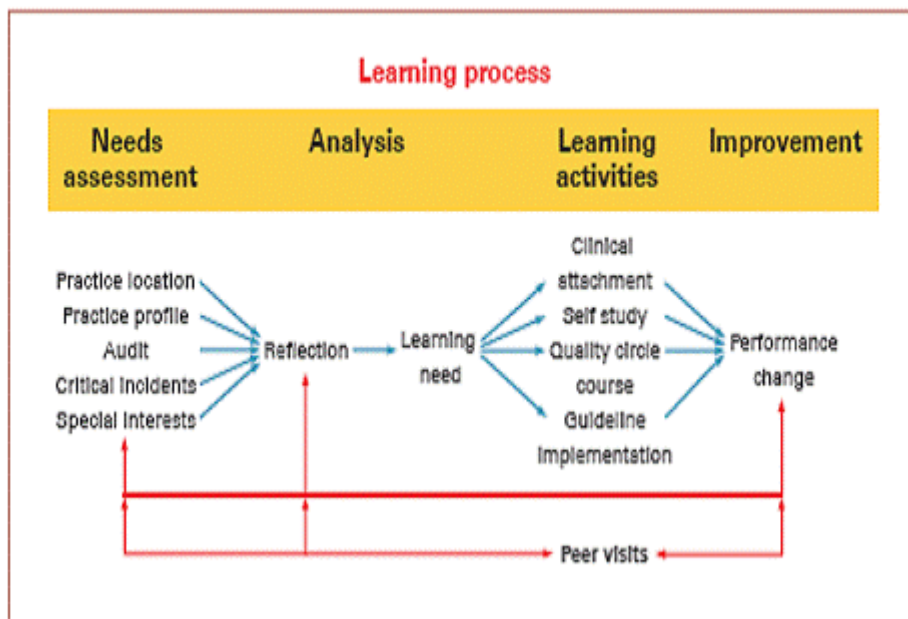 Learning process
Needs
assessment
Analysis
Learning
activities
Improvement
Practice location
Practice profile
Audit
Critical incidents
Special interests
Reflection
Learning
need
Clinical
attachment
Self study
Quality circle
course
Guideline
implementation
Performance
change
Peer visits